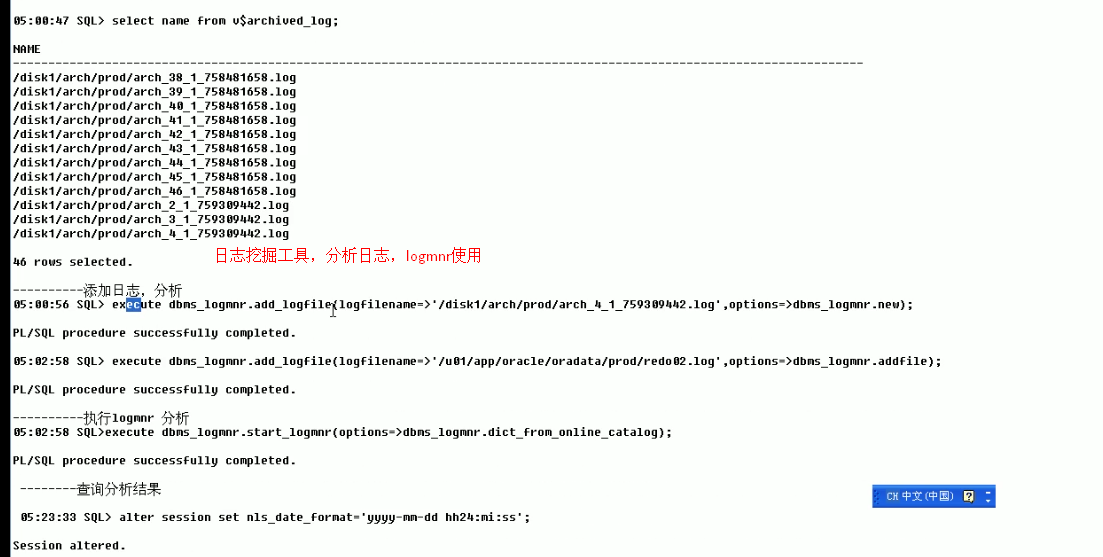 05:00:47 SQL> select name from v$archived_log;
NAME
--------------------------------------------------------------------------------------------------------------------------
/disk1/arch/prod/arch_38_1_758481658.log
/disk1/arch/prod/arch_39_1_758481658.log
/disk1/arch/prod/arch_40_1_758481658.log
/disk1/arch/prod/arch_41_1_758481658.log
/disk1/arch/prod/arch_42_1_758481658.log
/disk1/arch/prod/arch_43_1_758481658.log
/disk1/arch/prod/arch_44_1_758481658.log
/disk1/arch/prod/arch_45_1_758481658.log
/disk1/arch/prod/arch_46_1_758481658.log
/disk1/arch/prod/arch_2_1_759309442.log
/disk1/arch/prod/arch_3_1_759309442.log
/disk1/arch/prod/arch_4_1_759309442.log
日志挖掘工具，分析日志，logmnr使用
46 rows selected.
----------添加日志，分析
05:00:56 SQL> execute dbms_logmnr.add_logfile(logfilename=>'/disk1/arch/prod/arch_4_1_759309442.log',options=>dbms_logmnr.new);
PL/SQL procedure successfully completed.
05:02:58 SQL> execute dbms_logmnr.add_logfile(logfilename=>'/u01/app/oracle/oradata/prod/redo02.log',options=>dbms_logmnr.addfile);
PL/SQL procedure successfully completed.
----------执行logmnr 分析
05:02:58 SQL>execute dbms_logmnr.start_logmnr(options=>dbms_logmnr.dict_from_online_catalog);
PL/SQL procedure successfully completed.
--------查询分析结果
CH 中文(中国) ?
05:23:33 SQL> alter session set nls_date_format='yyyy-mm-dd hh24:mi:ss';
Session altered.